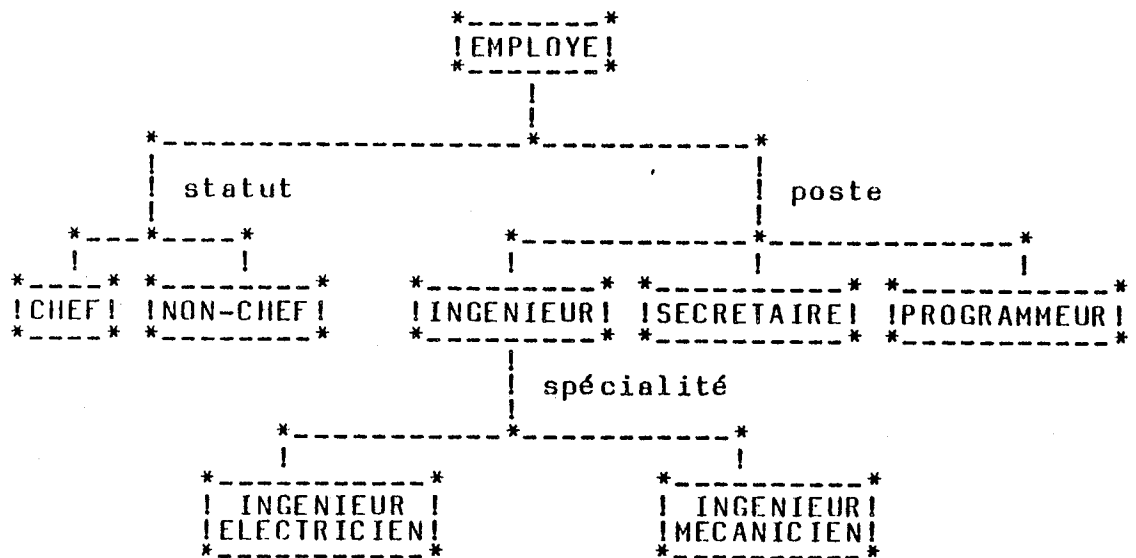 EMPLOYE
statut
poste
CHEF NON-CHEF INGENIEUR SECRETAIRE PROGRAMMEUR
spécialité
INGENIEUR INGENIEUR
ELECTRICIEN MECANICIEN